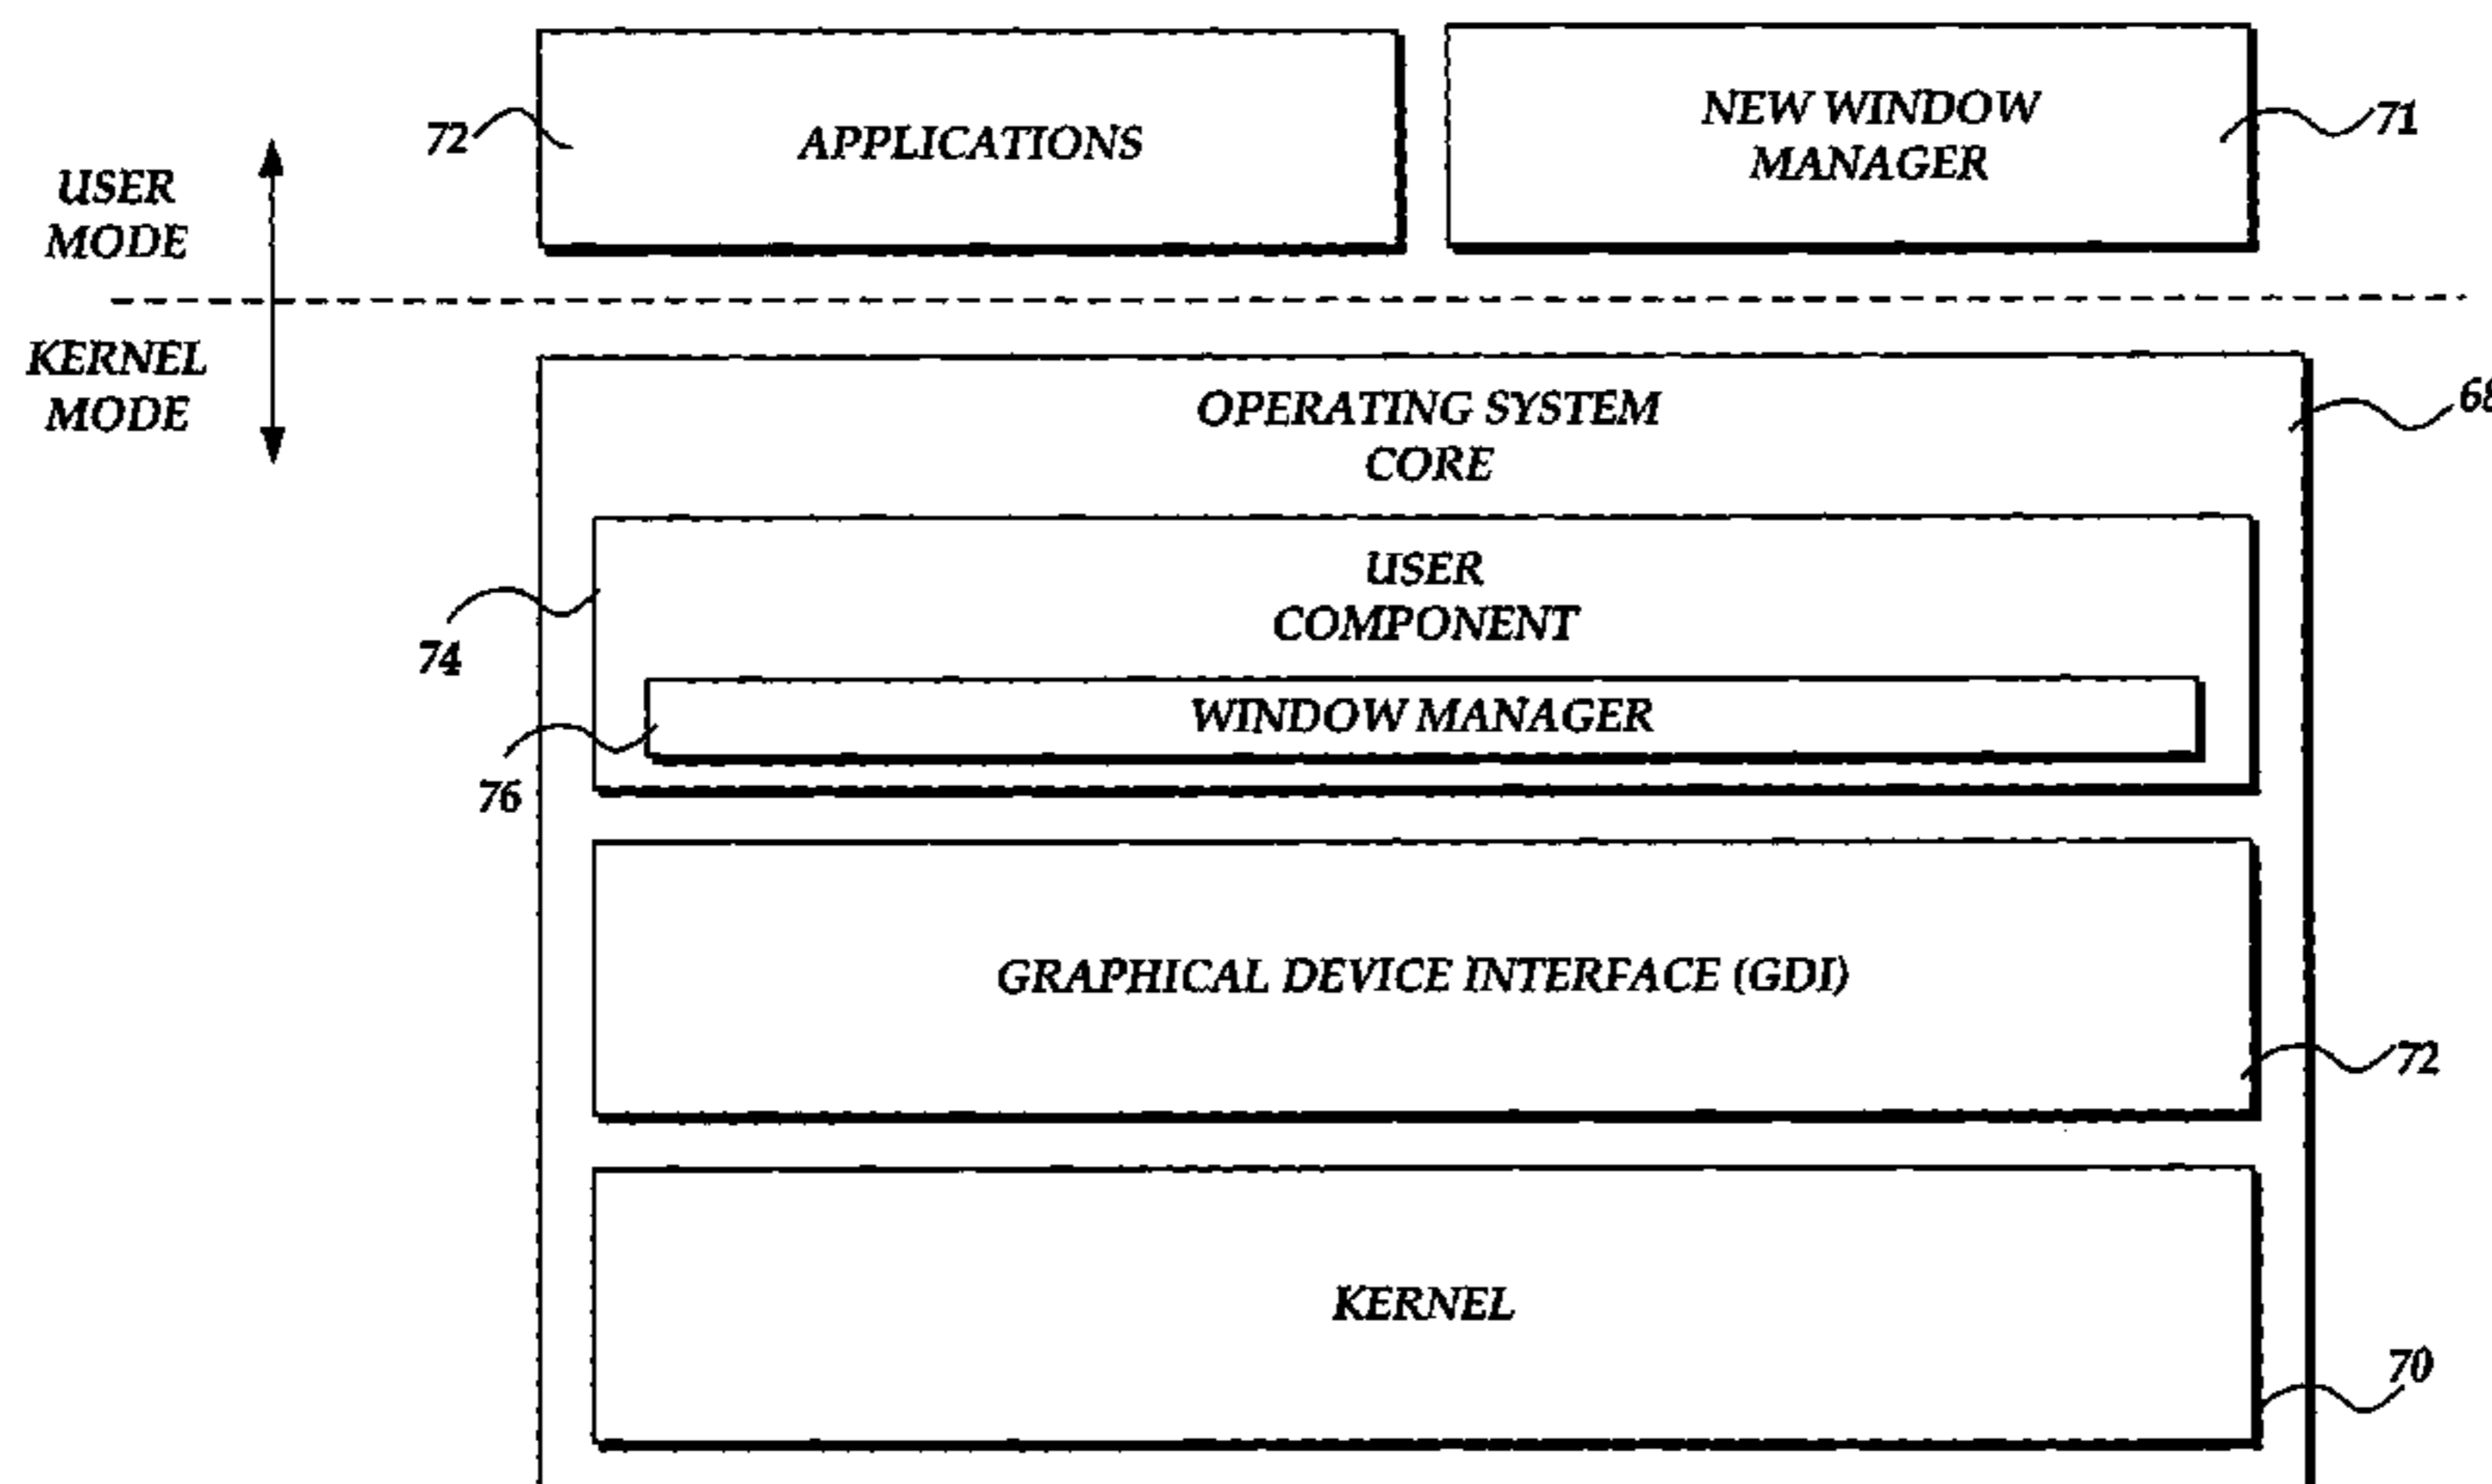 72
APPLICATIONS
NEW WINDOW
MANAGER
71
USER
MODE
KERNEL
MODE
OPERATING SYSTEM
CORE
68
USER
COMPONENT
74
WINDOW MANAGER
76
GRAPHICAL DEVICE INTERFACE (GDI)
72
KERNEL
70